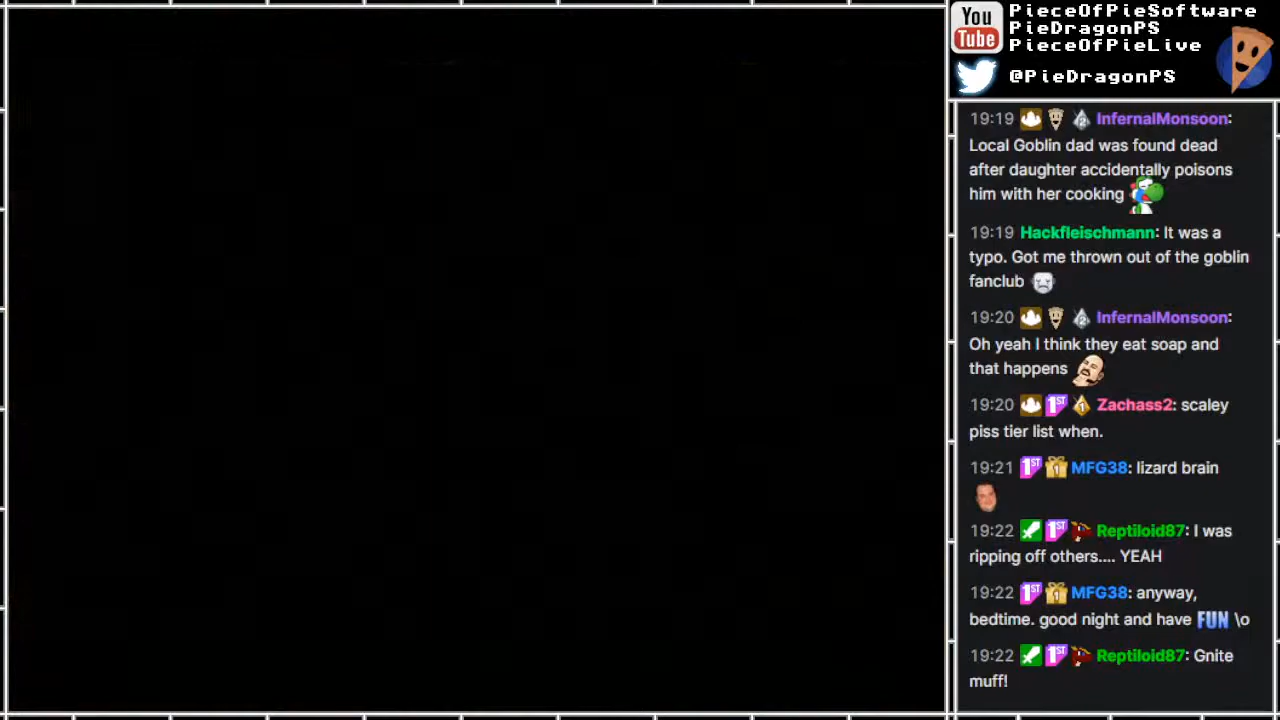 You
Tube
PieceOfPieSoftware
PieDragonPS
PieceOfPieLive
@PieDragonPS
19:19 InfernalMonsoon:
Local Goblin dad was found dead
after daughter accidentally poisons
him with her cooking
19:19 Hackfleischmann: It was a
typo. Got me thrown out of the goblin
fanclub
19:20 InfernalMonsoon:
Oh yeah I think they eat soap and
that happens
19:20 1ST 1 Zachass2: scaley
piss tier list when.
19:21 1ST 1 MFG38: lizard brain
19:22 1ST Reptiloid87: I was
ripping off others.... YEAH
19:22 1ST 1 MFG38: anyway,
bedtime. good night and have FUN \o
19:22 1ST Reptiloid87: Gnite
muff!